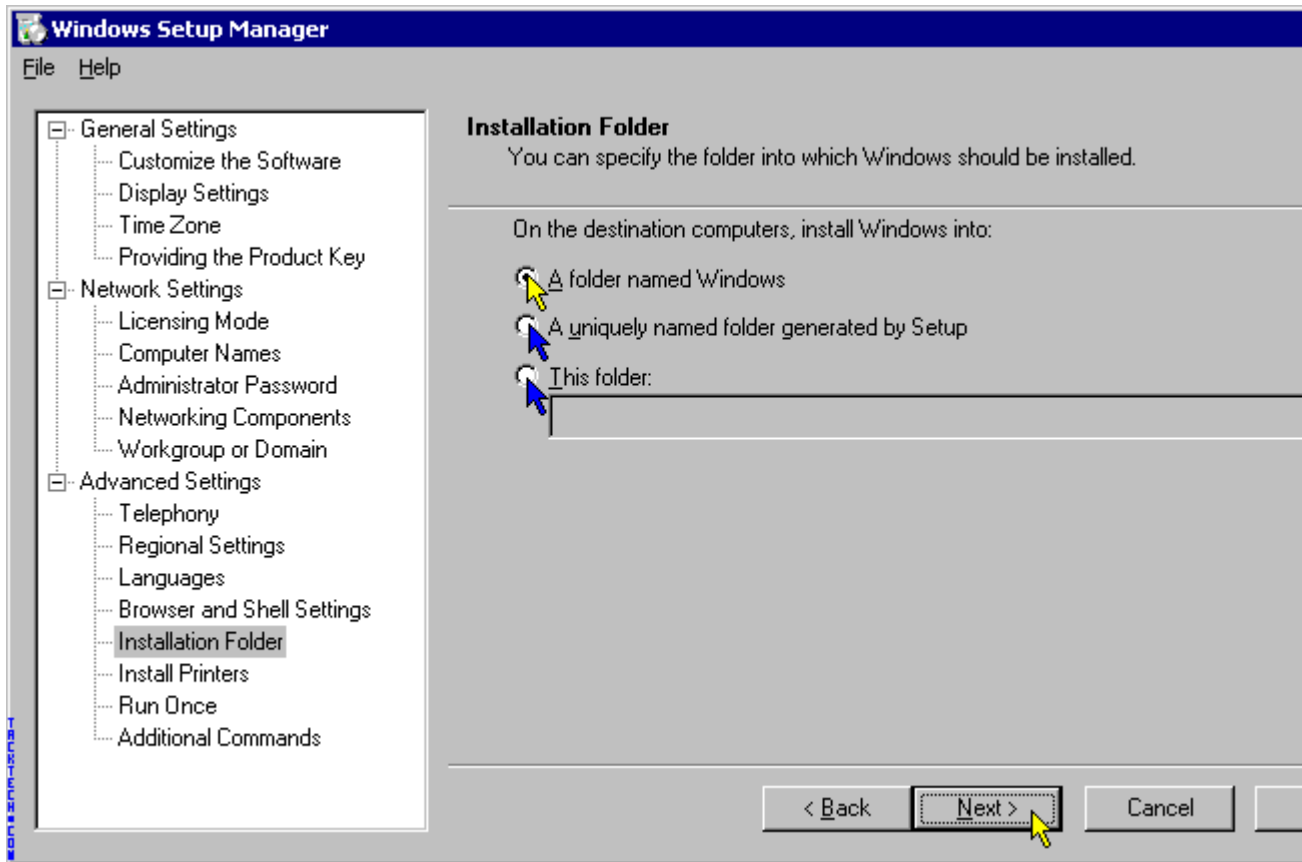 Windows Setup Manager
File Help
General Settings
Customize the Software
Display Settings
Time Zone
Providing the Product Key
Network Settings
Licensing Mode
Computer Names
Administrator Password
Networking Components
Workgroup or Domain
Advanced Settings
Telephony
Regional Settings
Languages
Browser and Shell Settings
Installation Folder
Install Printers
Run Once
Additional Commands
Installation Folder
You can specify the folder into which Windows should be installed.
On the destination computers, install Windows into:
A folder named Windows
A uniquely named folder generated by Setup
This folder:
< Back Next > Cancel
TACKTECH.COM